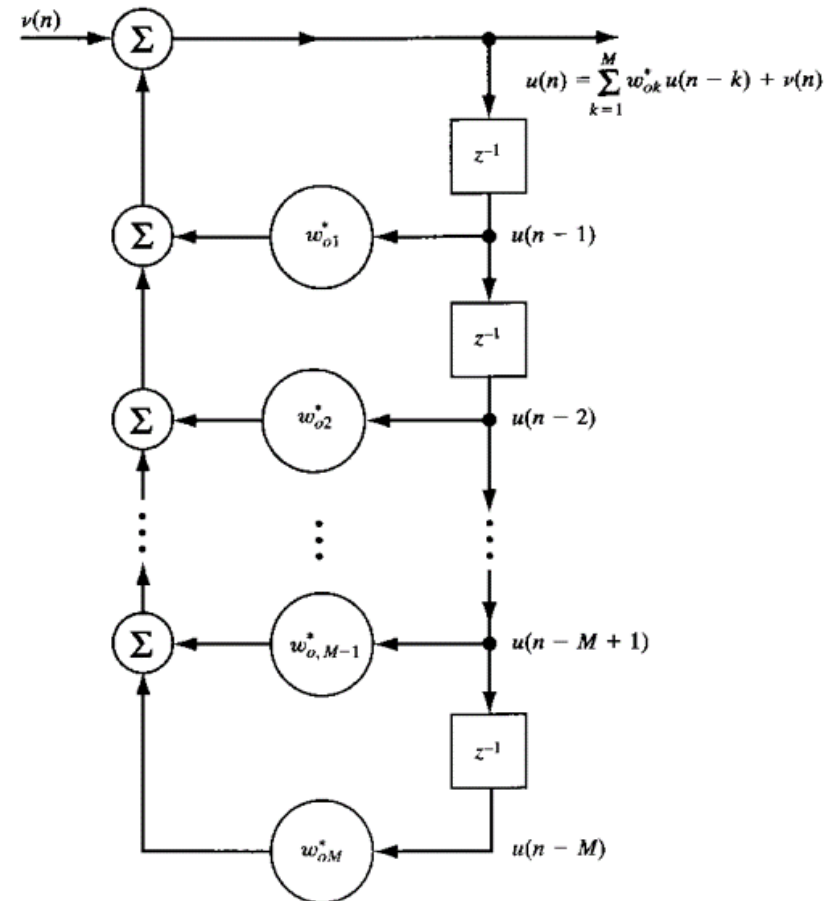 ν(n)
Σ
u(n) = Σ_{k=1}^{M} w*_{ok} u(n − k) + ν(n)
z⁻¹
Σ
w*_{o1}
u(n − 1)
z⁻¹
Σ
w*_{o2}
u(n − 2)
Σ
w*_{o, M−1}
u(n − M + 1)
z⁻¹
w*_{oM}
u(n − M)